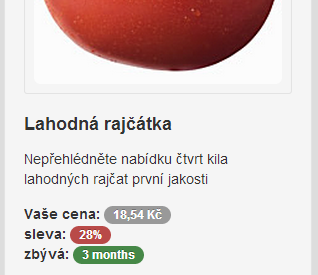 Lahodná rajčátka
Nepřehlédněte nabídku čtvrt kila
lahodných rajčat první jakosti
Vaše cena: 18,54 Kč
sleva: 28%
zbývá: 3 months